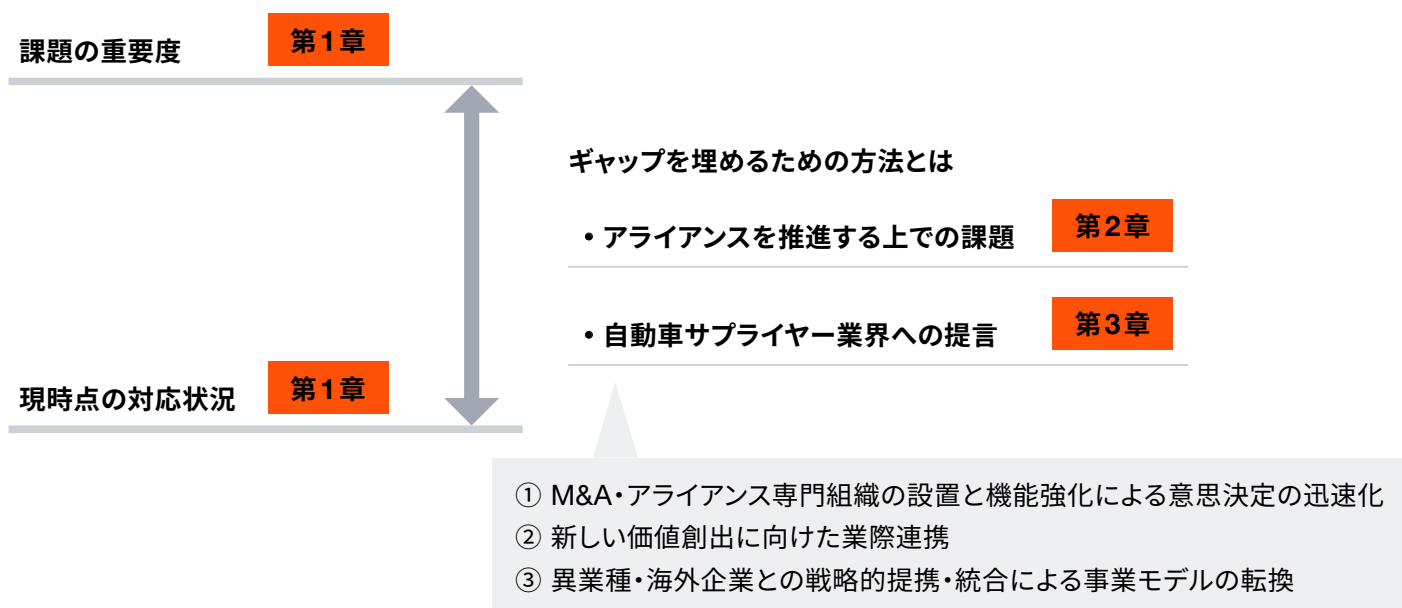 課題の重要度
第1章
ギャップを埋めるための方法とは
・アライアンスを推進する上での課題
第2章
・自動車サプライヤー業界への提言
第3章
現時点の対応状況
第1章
① M&A・アライアンス専門組織の設置と機能強化による意思決定の迅速化
② 新しい価値創出に向けた業際連携
③ 異業種・海外企業との戦略的提携・統合による事業モデルの転換